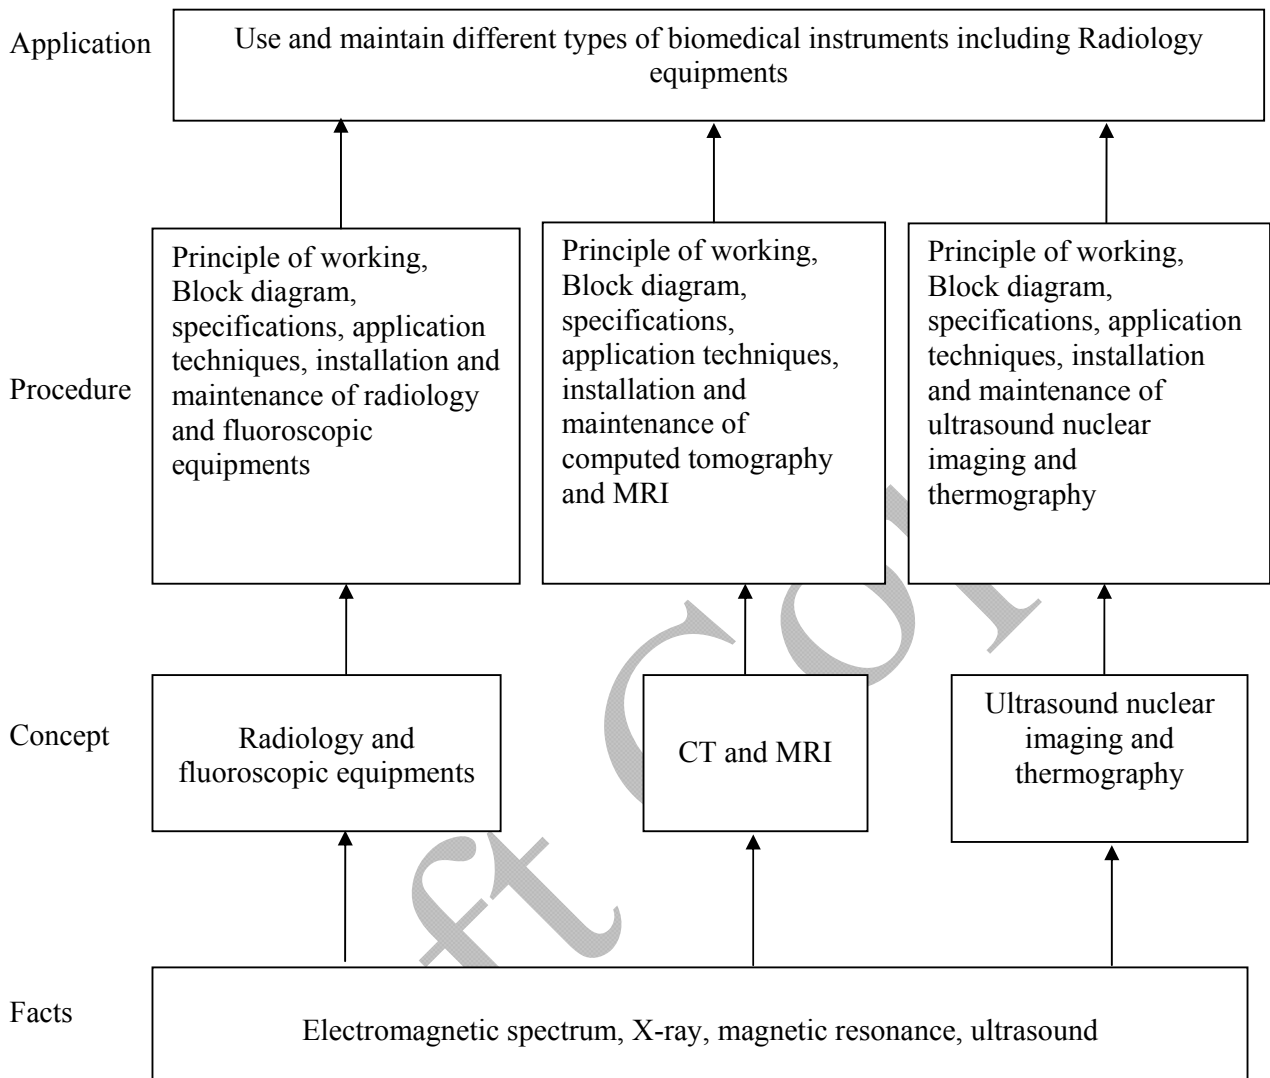 Application
Use and maintain different types of biomedical instruments including Radiology
equipments
Procedure
Principle of working,
Block diagram,
specifications, application
techniques, installation and
maintenance of radiology
and fluoroscopic
equipments
Principle of working,
Block diagram,
specifications,
application techniques,
installation and
maintenance of
computed tomography
and MRI
Principle of working,
Block diagram,
specifications, application
techniques, installation
and maintenance of
ultrasound nuclear
imaging and
thermography
Concept
Radiology and
fluoroscopic equipments
CT and MRI
Ultrasound nuclear
imaging and
thermography
Facts
Electromagnetic spectrum, X-ray, magnetic resonance, ultrasound